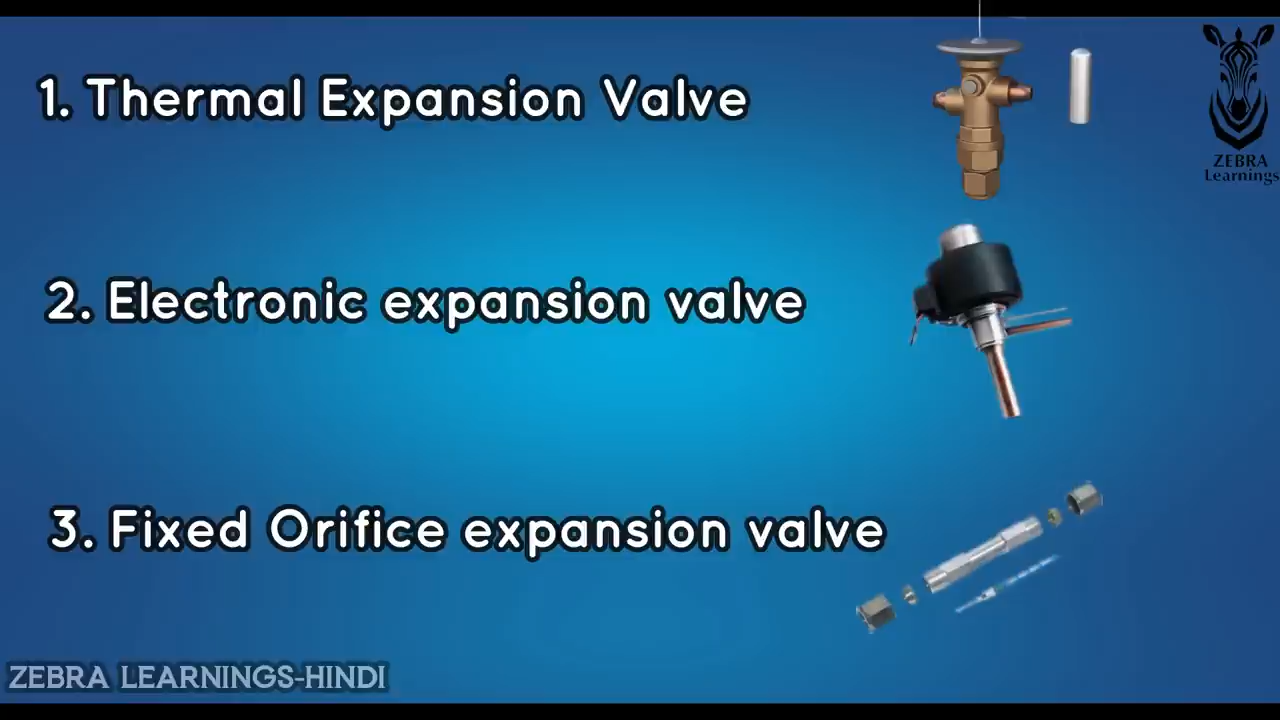 1. Thermal Expansion Valve
ZEBRA
Learnings
2. Electronic expansion valve
3. Fixed Orifice expansion valve
ZEBRA LEARNINGS-HINDI